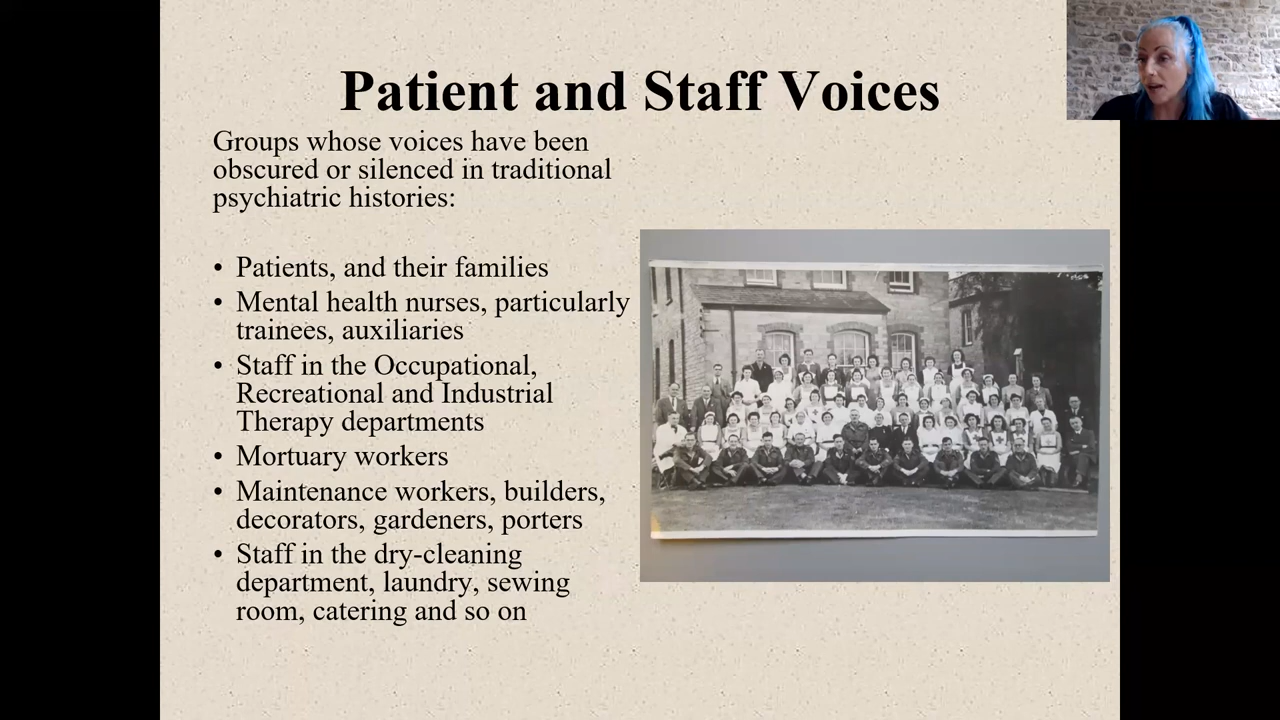 Patient and Staff Voices
Groups whose voices have been
obscured or silenced in traditional
psychiatric histories:
• Patients, and their families
• Mental health nurses, particularly
trainees, auxiliaries
• Staff in the Occupational,
Recreational and Industrial
Therapy departments
• Mortuary workers
• Maintenance workers, builders,
decorators, gardeners, porters
• Staff in the dry-cleaning
department, laundry, sewing
room, catering and so on